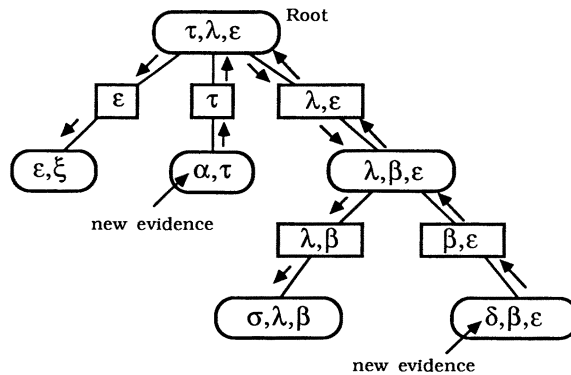 Root
τ,λ,ε
ε
τ
λ,ε
ε,ξ
α,τ
λ,β,ε
new evidence
λ,β
β,ε
σ,λ,β
δ,β,ε
new evidence